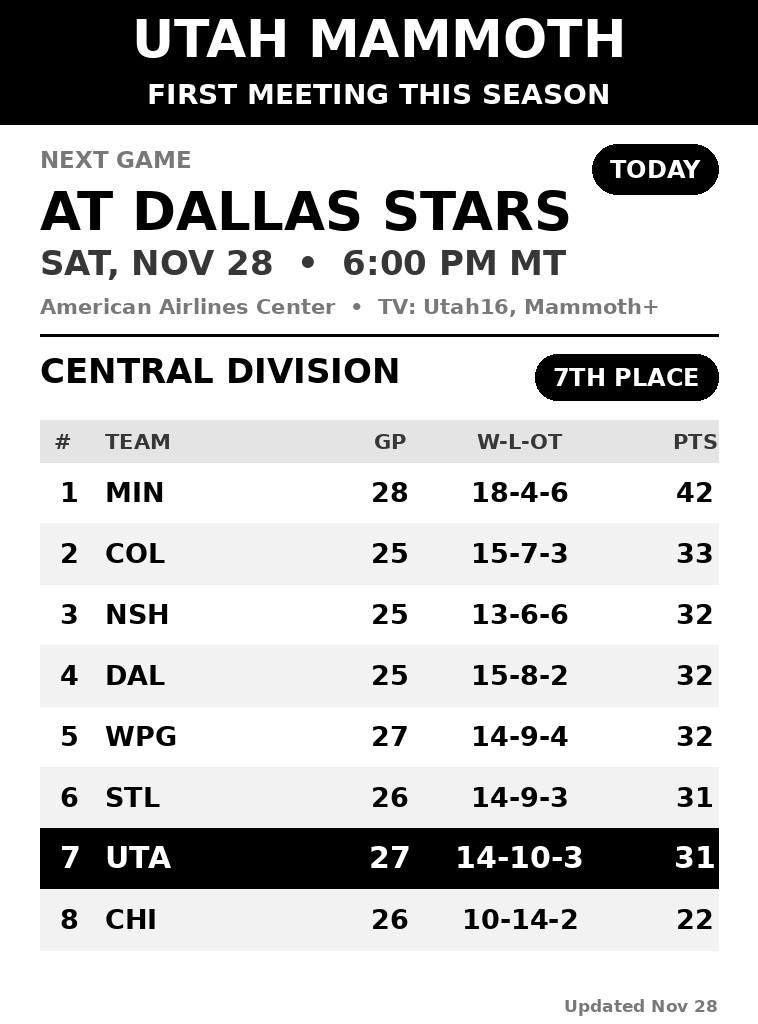 UTAH MAMMOTH
FIRST MEETING THIS SEASON
NEXT GAME
TODAY
AT DALLAS STARS
SAT, NOV 28 • 6:00 PM MT
American Airlines Center • TV: Utah16, Mammoth+
CENTRAL DIVISION
7TH PLACE
# TEAM GP W-L-OT PTS
1 MIN 28 18-4-6 42
2 COL 25 15-7-3 33
3 NSH 25 13-6-6 32
4 DAL 25 15-8-2 32
5 WPG 27 14-9-4 32
6 STL 26 14-9-3 31
7 UTA 27 14-10-3 31
8 CHI 26 10-14-2 22
Updated Nov 28